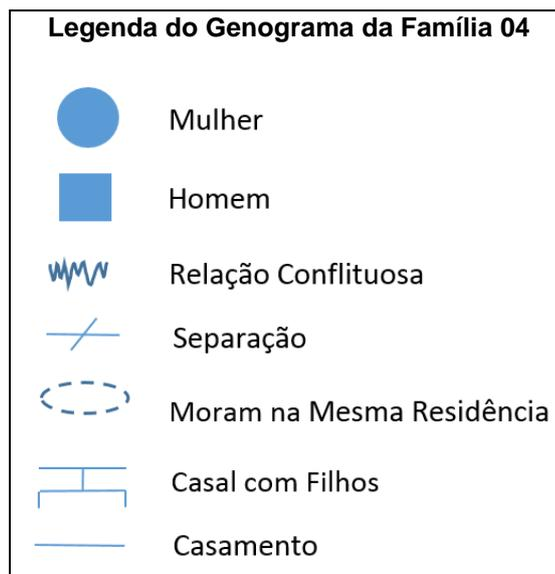 Legenda do Genograma da Família 04
Mulher
Homem
Relação Conflituosa
Separação
Moram na Mesma Residência
Casal com Filhos
Casamento